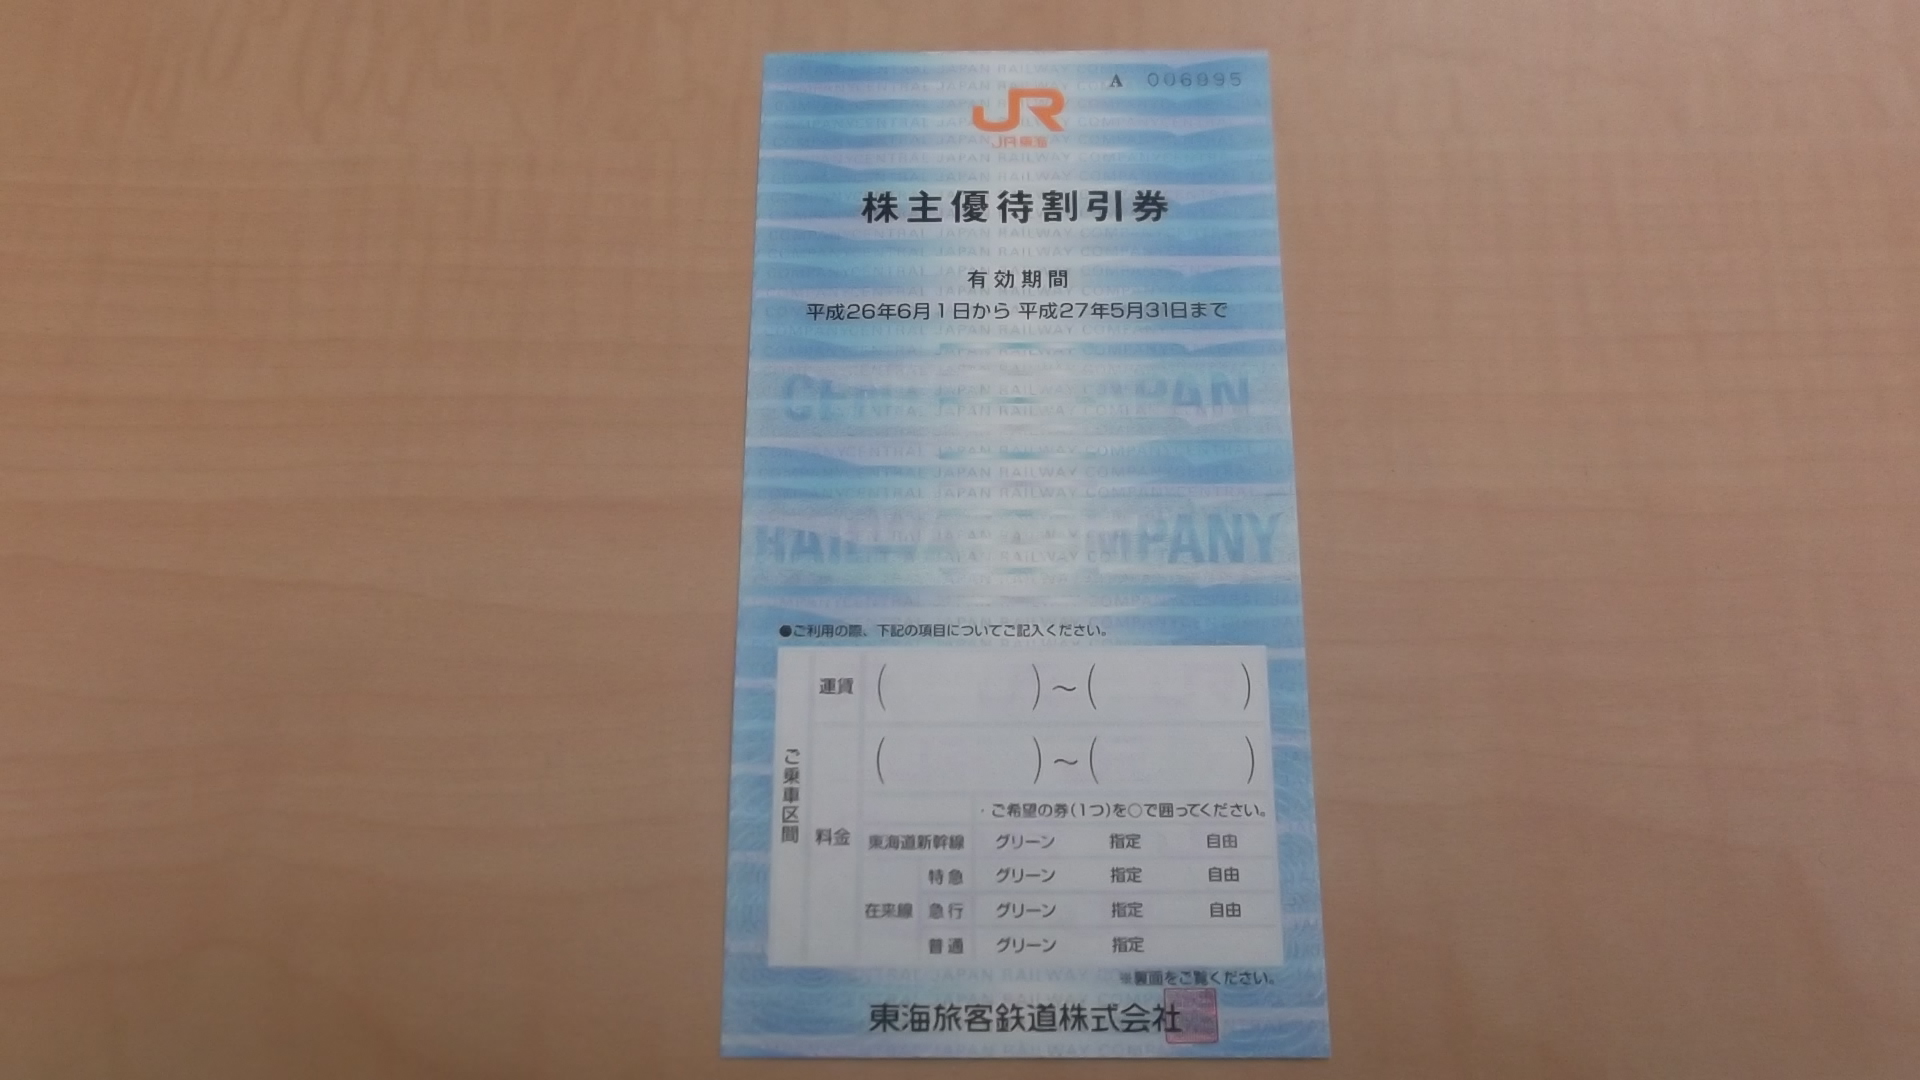 A 006895
JR
JR東海
株主優待割引券
有効期間
平成26年6月1日から 平成27年5月31日まで
●ご利用の際、下記の項目についてご記入ください。
ご乗車区間
運賃 ( )～( )
料金 ( )～( )
・ご希望の券(1つ)を○で囲ってください。
東海道新幹線 グリーン 指定 自由
在来線 特急 グリーン 指定 自由
急行 グリーン 指定 自由
普通 グリーン 指定
※裏面をご覧ください。
東海旅客鉄道株式会社